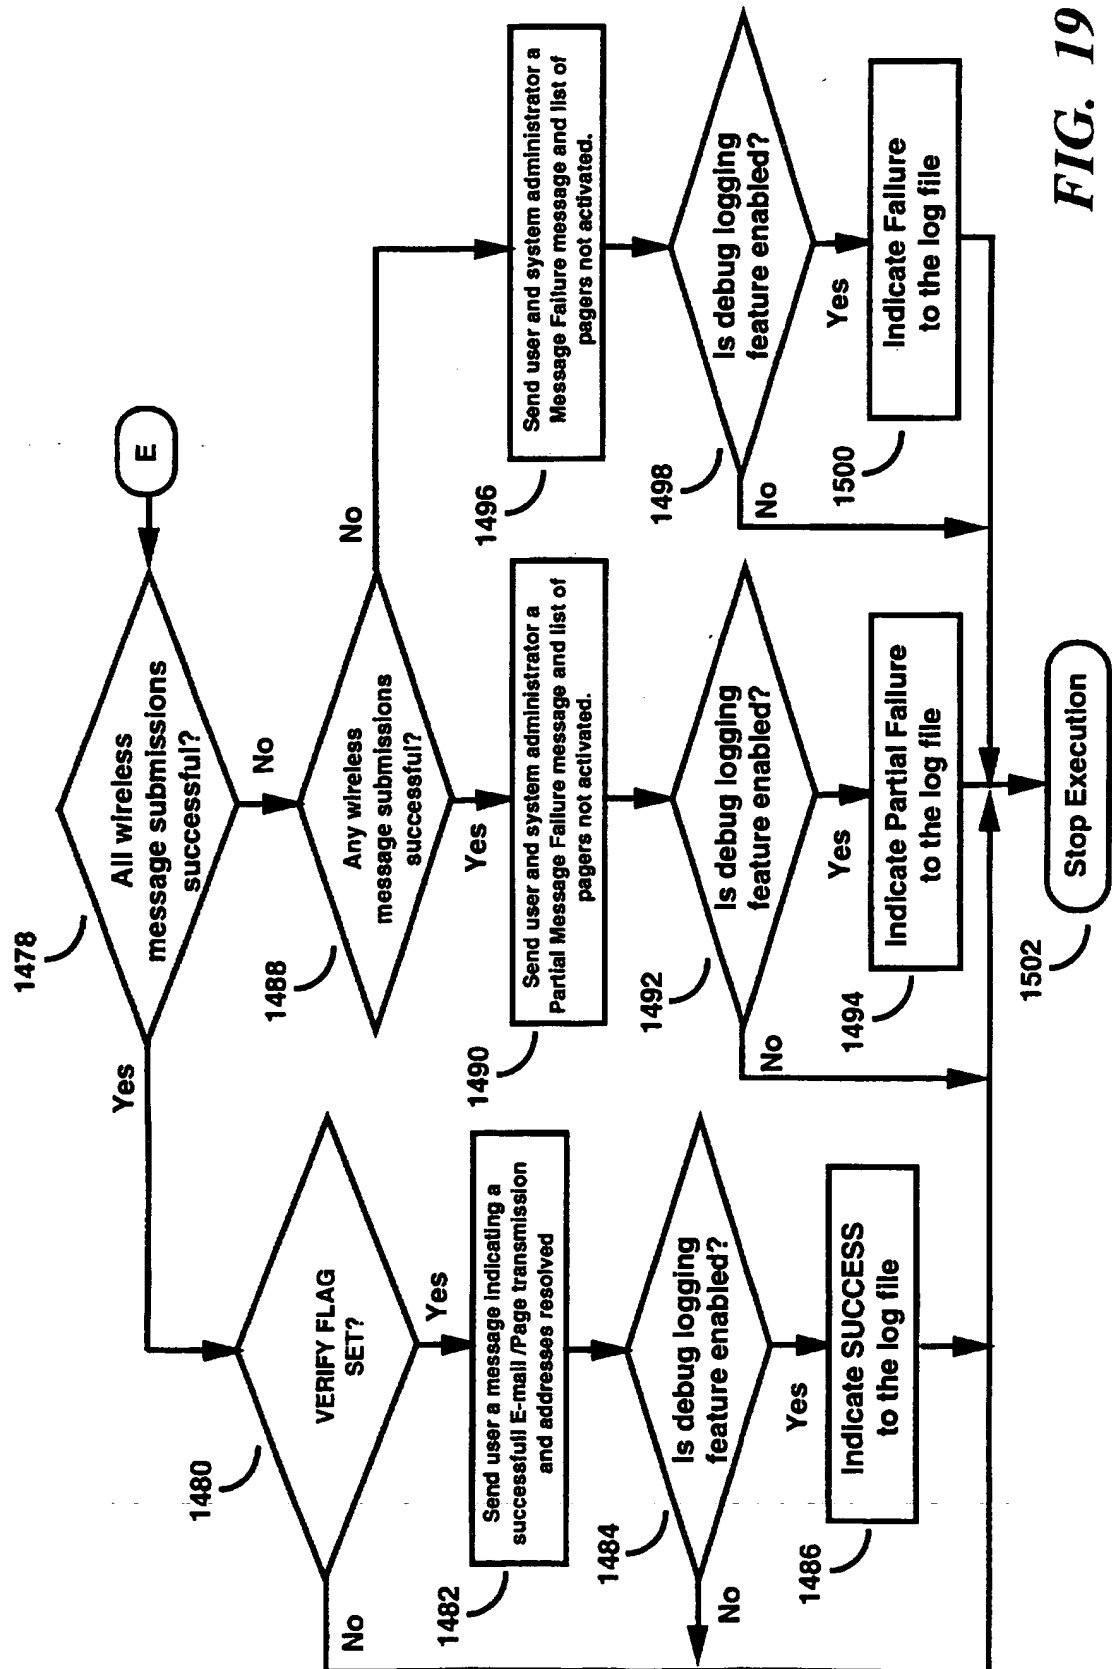 E
1478
All wireless
message submissions
successful?
Yes
No
1480
VERIFY FLAG
SET?
No
Yes
1482
Send user a message indicating a
successfull E-mail /Page transmission
and addresses resolved
1484
Is debug logging
feature enabled?
No
Yes
1486
Indicate SUCCESS
to the log file
1488
Any wireless
message submissions
successful?
Yes
No
1490
Send user and system administrator a
Partial Message Failure message and list of
pagers not activated.
1492
Is debug logging
feature enabled?
No
Yes
1494
Indicate Partial Failure
to the log file
1496
Send user and system administrator a
Message Failure message and list of
pagers not activated.
1498
Is debug logging
feature enabled?
No
Yes
1500
Indicate Failure
to the log file
1502
Stop Execution
FIG. 19